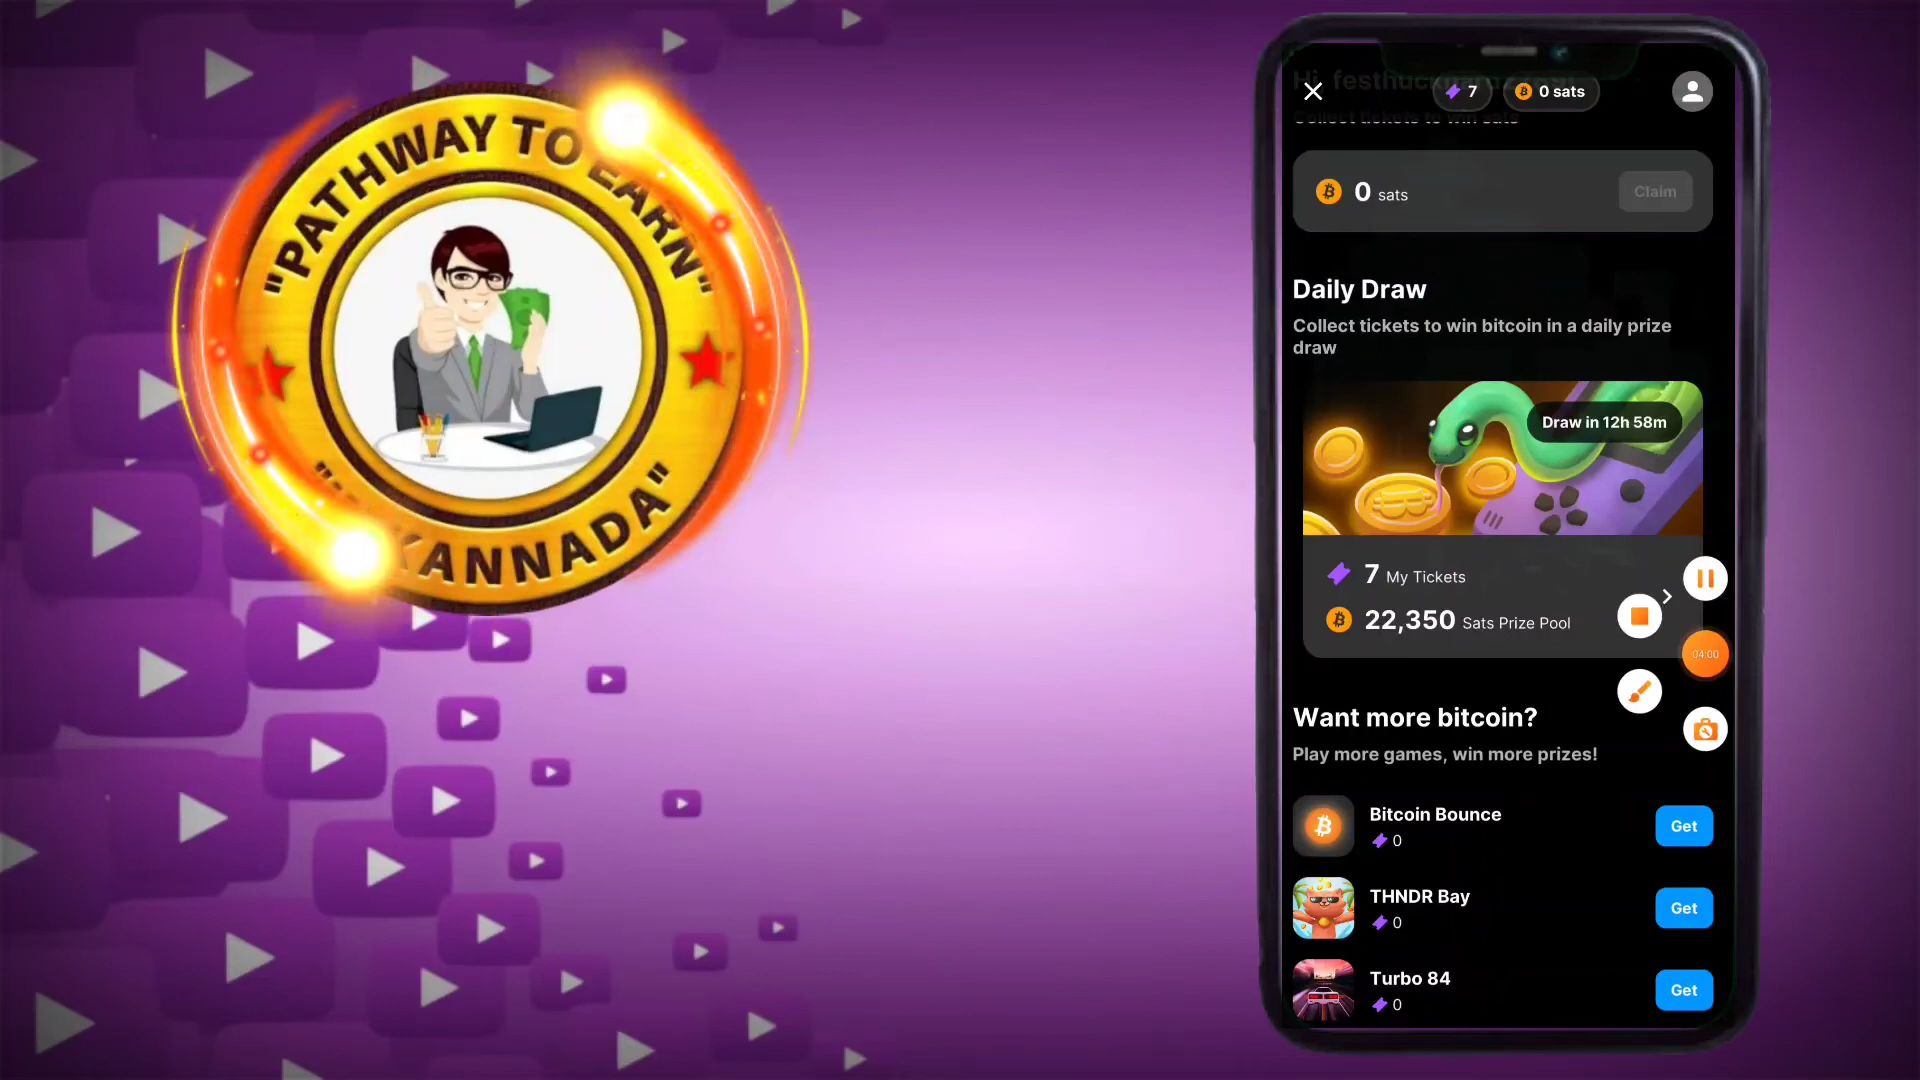 "PATHWAY TO EARN"
KANNADA"
7
0 sats
0 sats
Claim
Daily Draw
Collect tickets to win bitcoin in a daily prize
draw
Draw in 12h 58m
7 My Tickets
22,350 Sats Prize Pool
04:00
Want more bitcoin?
Play more games, win more prizes!
Bitcoin Bounce
0
Get
THNDR Bay
0
Get
Turbo 84
0
Get